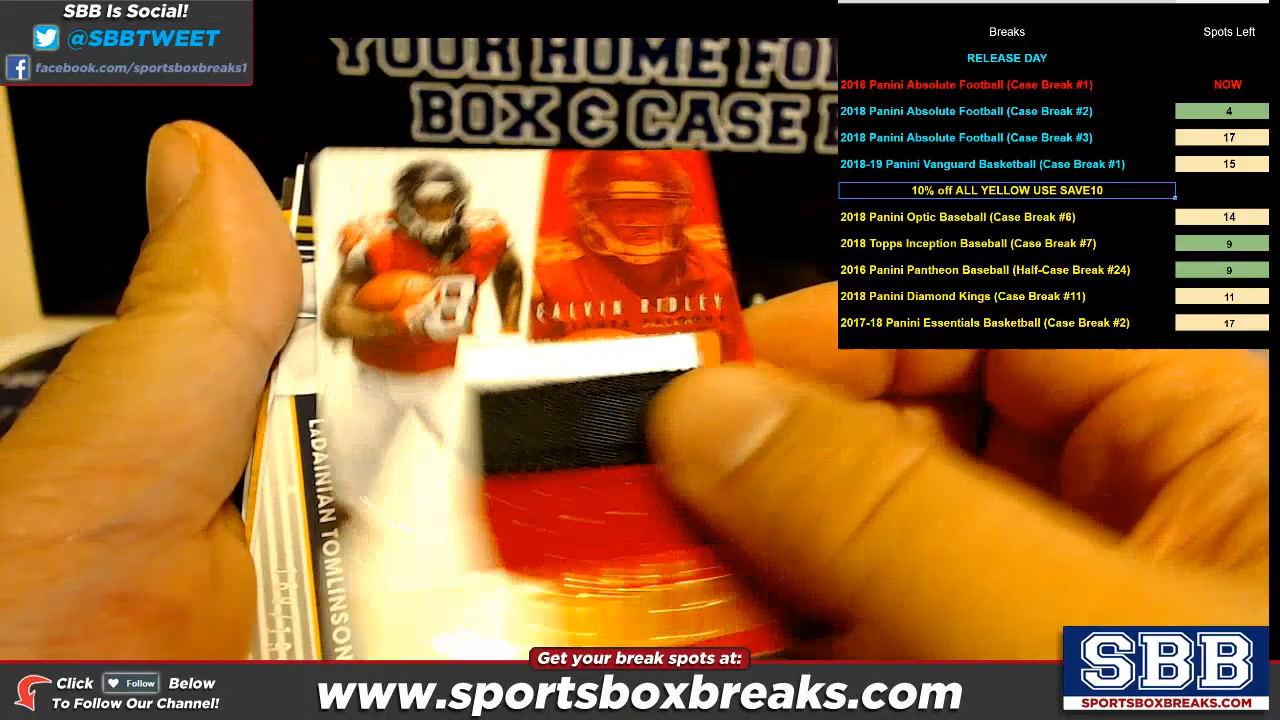 SBB Is Social!
@SBBTWEET
facebook.com/sportsboxbreaks1
YOUR HOME FO
BOX & CASE
Breaks Spots Left
RELEASE DAY
2018 Panini Absolute Football (Case Break #1) NOW
2018 Panini Absolute Football (Case Break #2) 4
2018 Panini Absolute Football (Case Break #3) 17
2018-19 Panini Vanguard Basketball (Case Break #1) 15
10% off ALL YELLOW USE SAVE10
2018 Panini Optic Baseball (Case Break #6) 14
2018 Topps Inception Baseball (Case Break #7) 9
2016 Panini Pantheon Baseball (Half-Case Break #24) 9
2018 Panini Diamond Kings (Case Break #11) 11
2017-18 Panini Essentials Basketball (Case Break #2) 17
CALVIN RIDLEY
ATLANTA FALCONS
8
LADAINIAN TOMLINSON
Get your break spots at:
Click Follow Below
To Follow Our Channel!
www.sportsboxbreaks.com
SBB
SPORTSBOXBREAKS.COM